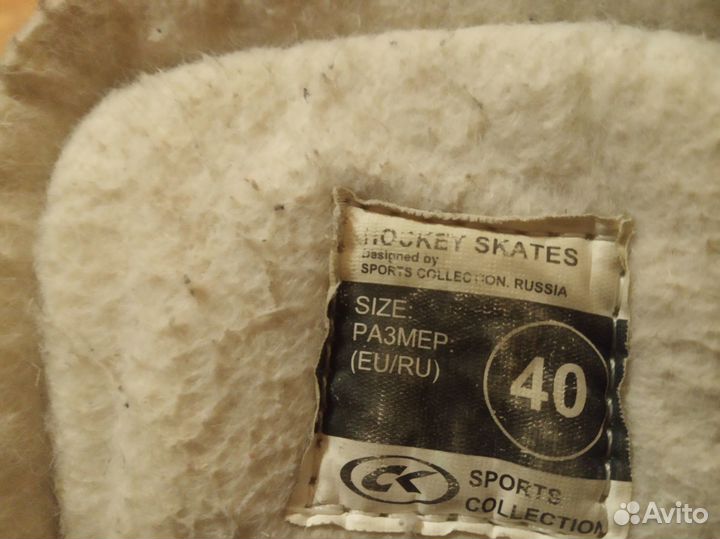 HOCKEY SKATES
Designed by
SPORTS COLLECTION. RUSSIA
SIZE:
РАЗМЕР:
(EU/RU)
40
CK
SPORTS
COLLECTION
Avito